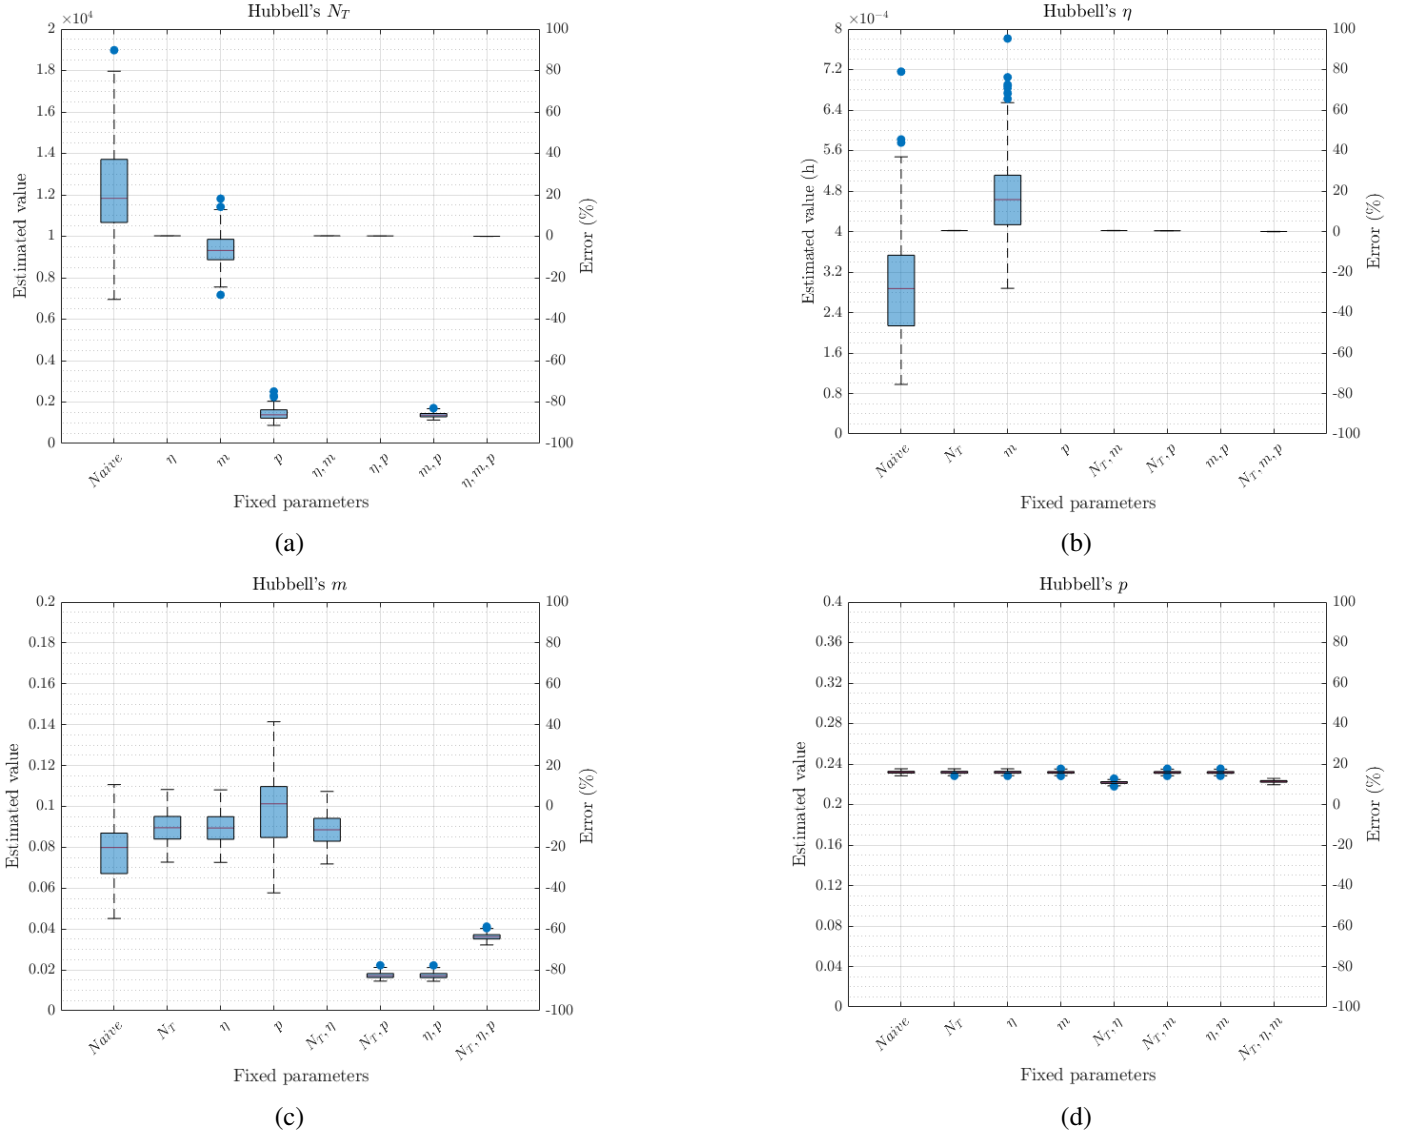 Hubbell's N_T
×10⁴
Estimated value
2
1.8
1.6
1.4
1.2
1
0.8
0.6
0.4
0.2
0
100
80
60
40
20
0
-20
-40
-60
-80
-100
Error (%)
Naive
η
m
p
η, m
η, p
m, p
η, m, p
Fixed parameters
(a)
Hubbell's η
×10⁻⁴
Estimated value (h)
8
7.2
6.4
5.6
4.8
4
3.2
2.4
1.6
0.8
0
100
80
60
40
20
0
-20
-40
-60
-80
-100
Error (%)
Naive
N_T
m
p
N_T, m
N_T, p
m, p
N_T, m, p
Fixed parameters
(b)
Hubbell's m
Estimated value
0.2
0.18
0.16
0.14
0.12
0.1
0.08
0.06
0.04
0.02
0
100
80
60
40
20
0
-20
-40
-60
-80
-100
Error (%)
Naive
N_T
η
p
N_T, η
N_T, p
η, p
N_T, η, p
Fixed parameters
(c)
Hubbell's p
Estimated value
0.4
0.36
0.32
0.28
0.24
0.2
0.16
0.12
0.08
0.04
0
100
80
60
40
20
0
-20
-40
-60
-80
-100
Error (%)
Naive
N_T
η
m
N_T, η
N_T, m
η, m
N_T, η, m
Fixed parameters
(d)